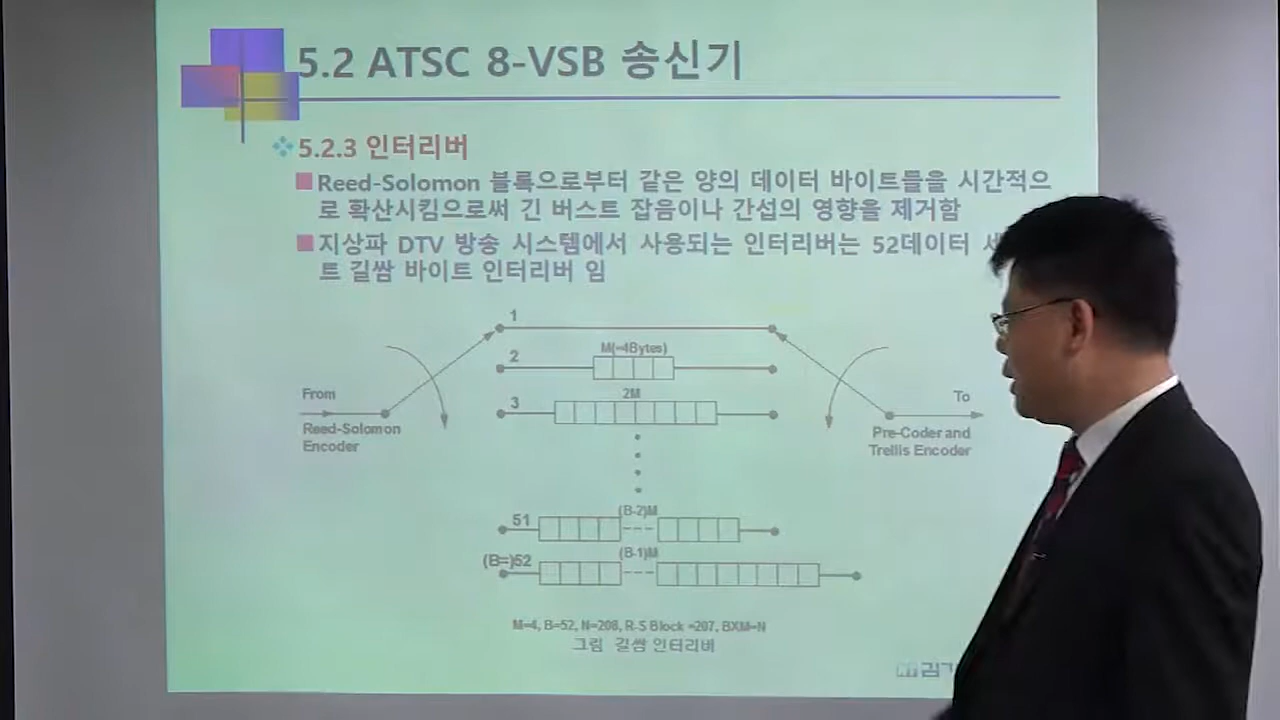 5.2 ATSC 8-VSB 송신기
5.2.3 인터리버
Reed-Solomon 블록으로부터 같은 양의 데이터 바이트들을 시간적으
로 확산시킴으로써 긴 버스트 잡음이나 간섭의 영향을 제거함
지상파 DTV 방송 시스템에서 사용되는 인터리버는 52데이터 세
트 길쌈 바이트 인터리버 임
1
2
M(=4Bytes)
3
2M
From
Reed-Solomon
Encoder
To
Pre-Coder and
Trellis Encoder
51
(B-2)M
(B=)52
(B-1)M
M=4, B=52, N=208, R-S Block =207, BXM=N
그림 길쌈 인터리버